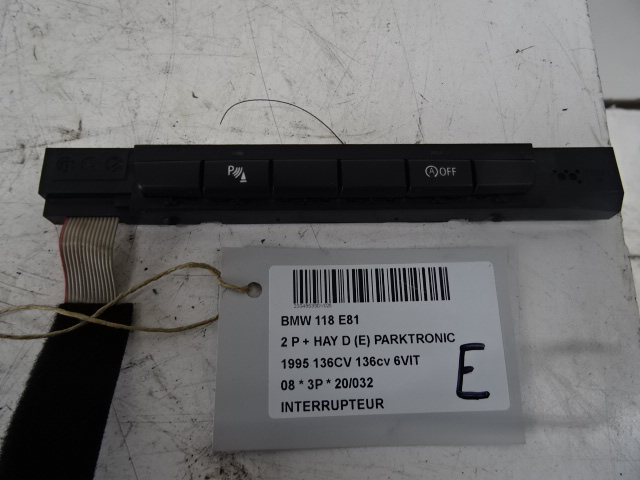 P
A OFF
BMW 118 E81
2 P + HAY D (E) PARKTRONIC
1995 136CV 136cv 6VIT
08 * 3P * 20/032
INTERRUPTEUR
E